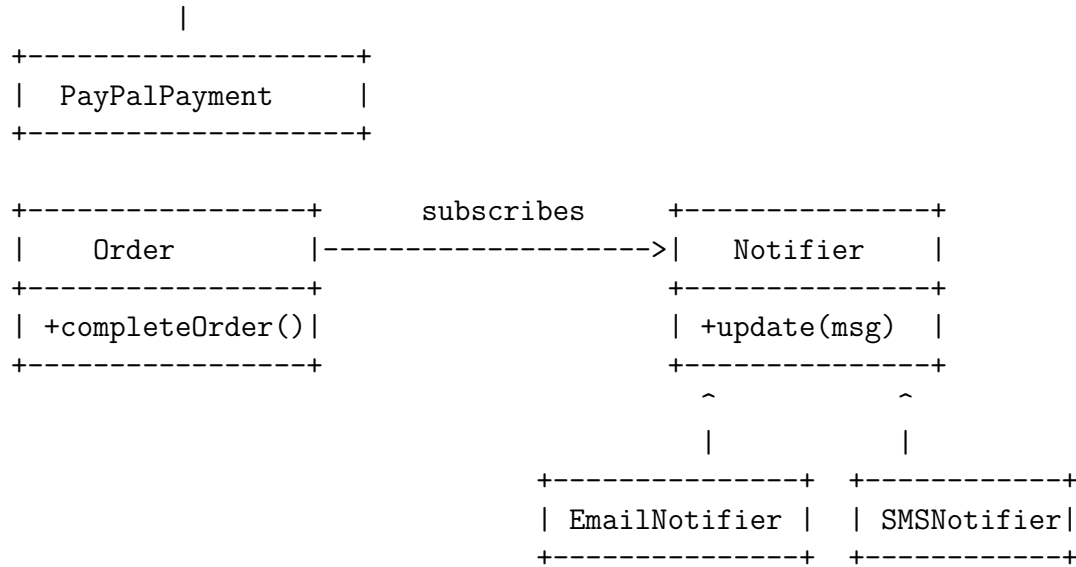 PayPalPayment
subscribes
Order Notifier
+completeOrder() +update(msg)
EmailNotifier SMSNotifier